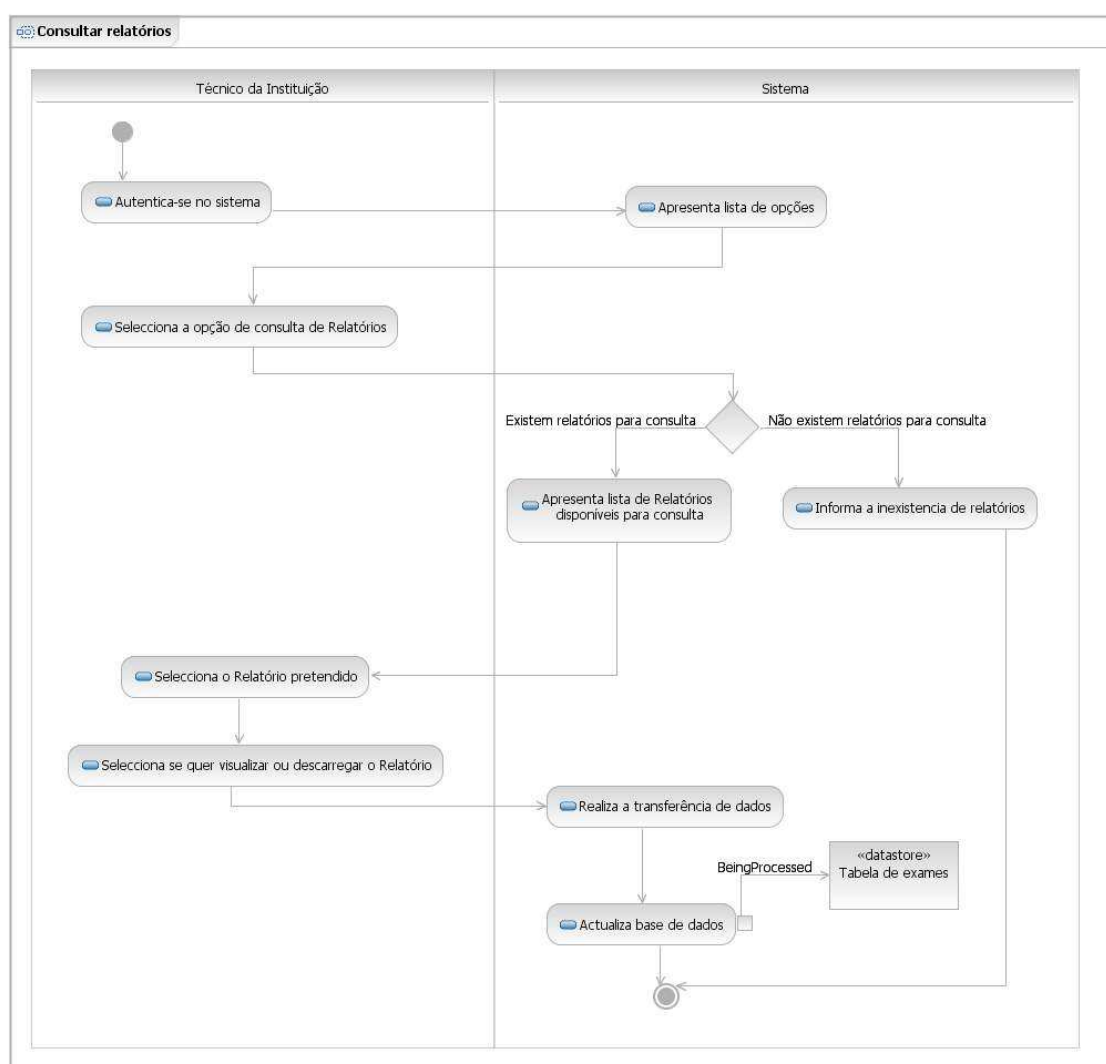 Consultar relatórios
Técnico da Instituição
Sistema
Autentica-se no sistema
Apresenta lista de opções
Selecciona a opção de consulta de Relatórios
Existem relatórios para consulta
Não existem relatórios para consulta
Apresenta lista de Relatórios
disponíveis para consulta
Informa a inexistencia de relatórios
Selecciona o Relatório pretendido
Selecciona se quer visualizar ou descarregar o Relatório
Realiza a transferência de dados
BeingProcessed
«datastore»
Tabela de exames
Actualiza base de dados